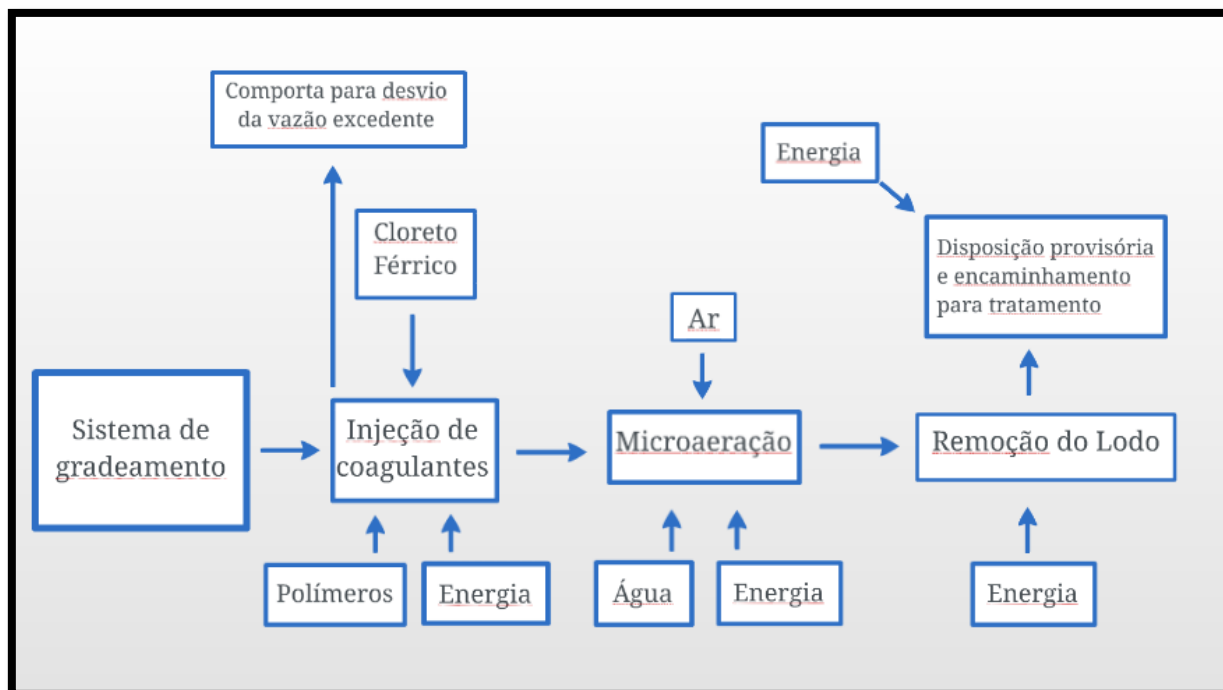 Comporta para desvio
da vazão excedente
Energia
Cloreto
Férrico
Disposição provisória
e encaminhamento
para tratamento
Ar
Sistema de
gradeamento
Injeção de
coagulantes
Microaeração
Remoção do Lodo
Polímeros
Energia
Água
Energia
Energia